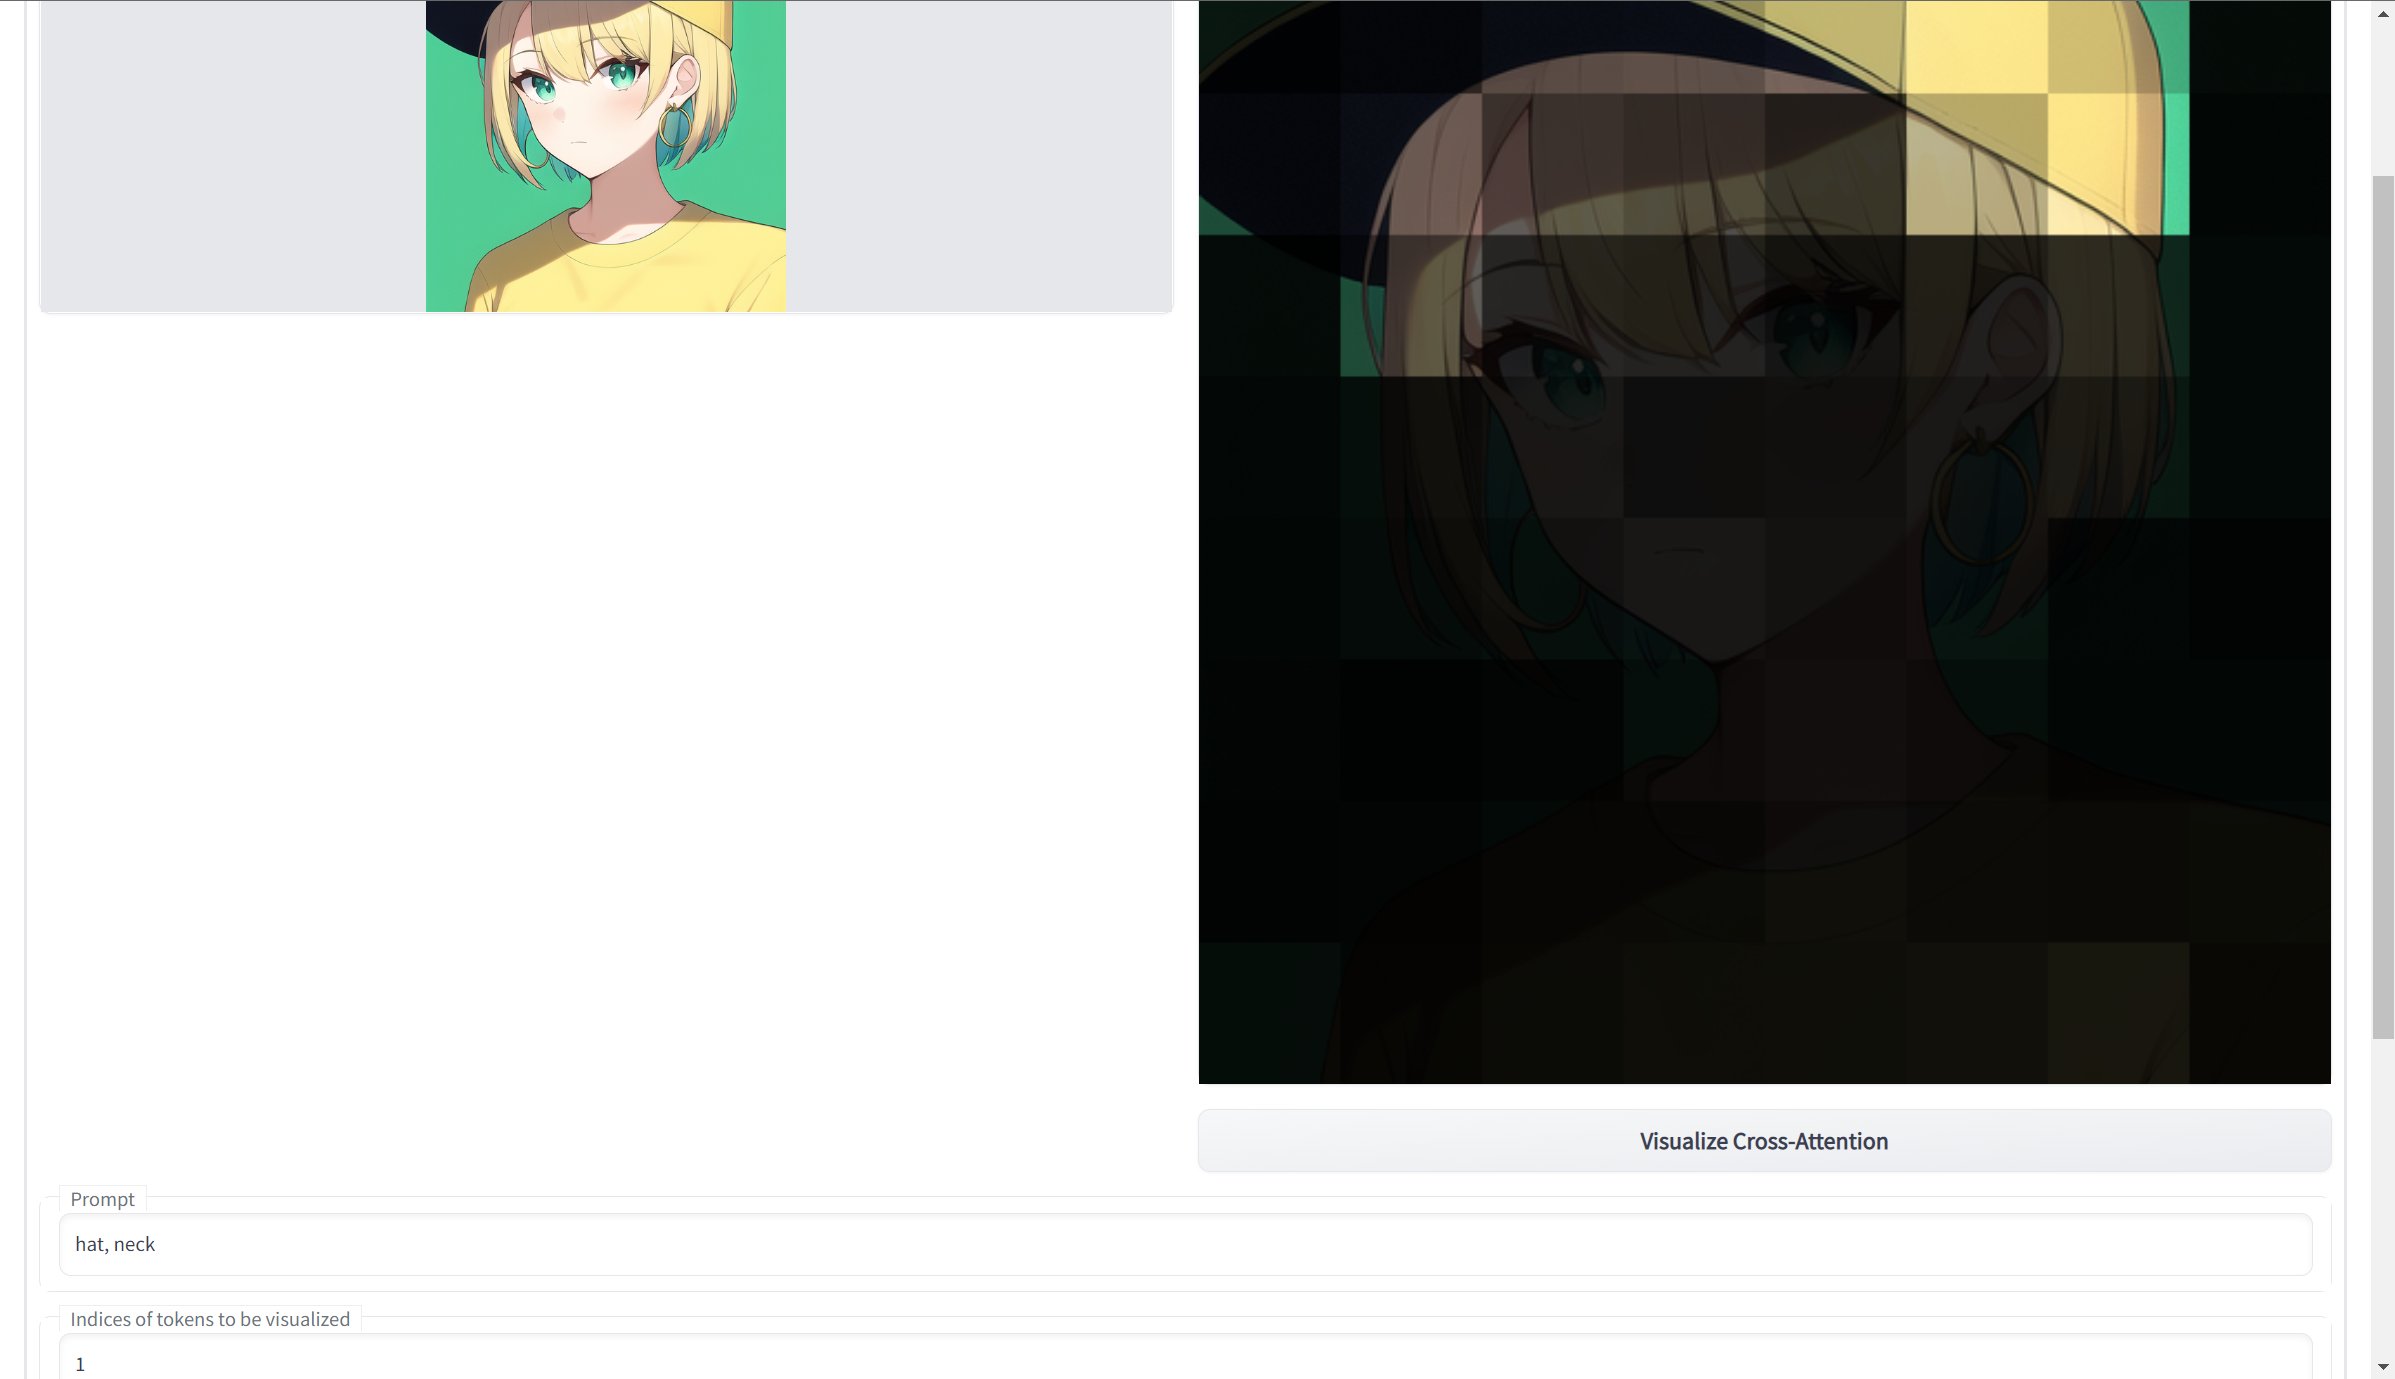 Visualize Cross-Attention
Prompt
hat, neck
Indices of tokens to be visualized
1